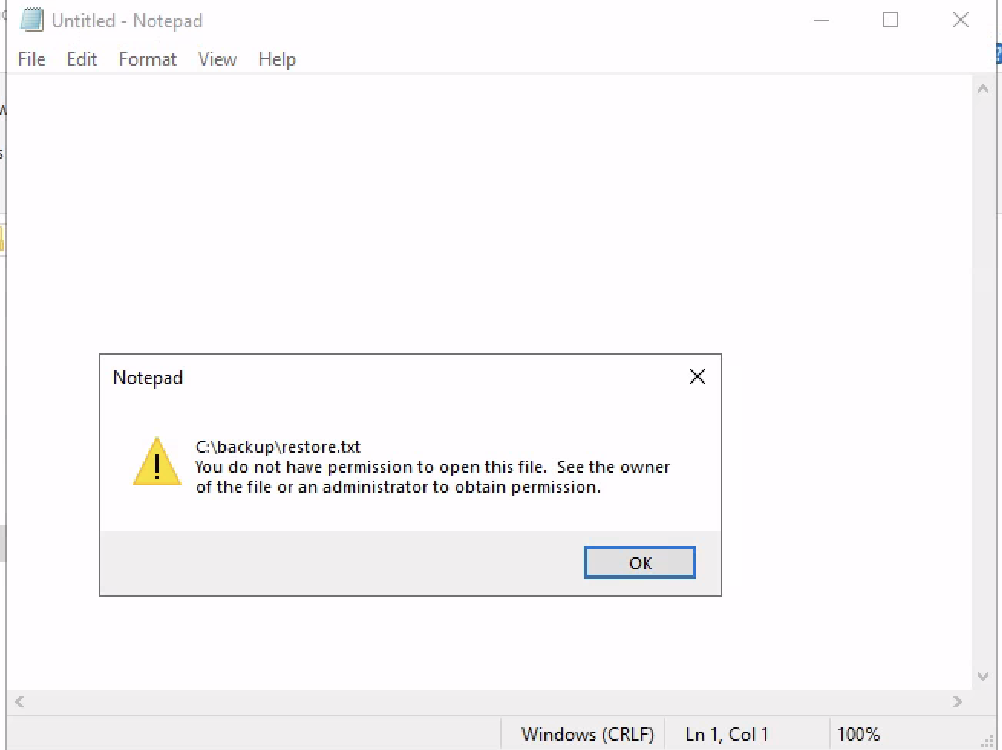 Untitled - Notepad
File Edit Format View Help
Notepad
C:\backup\restore.txt
You do not have permission to open this file. See the owner
of the file or an administrator to obtain permission.
OK
Windows (CRLF) Ln 1, Col 1 100%